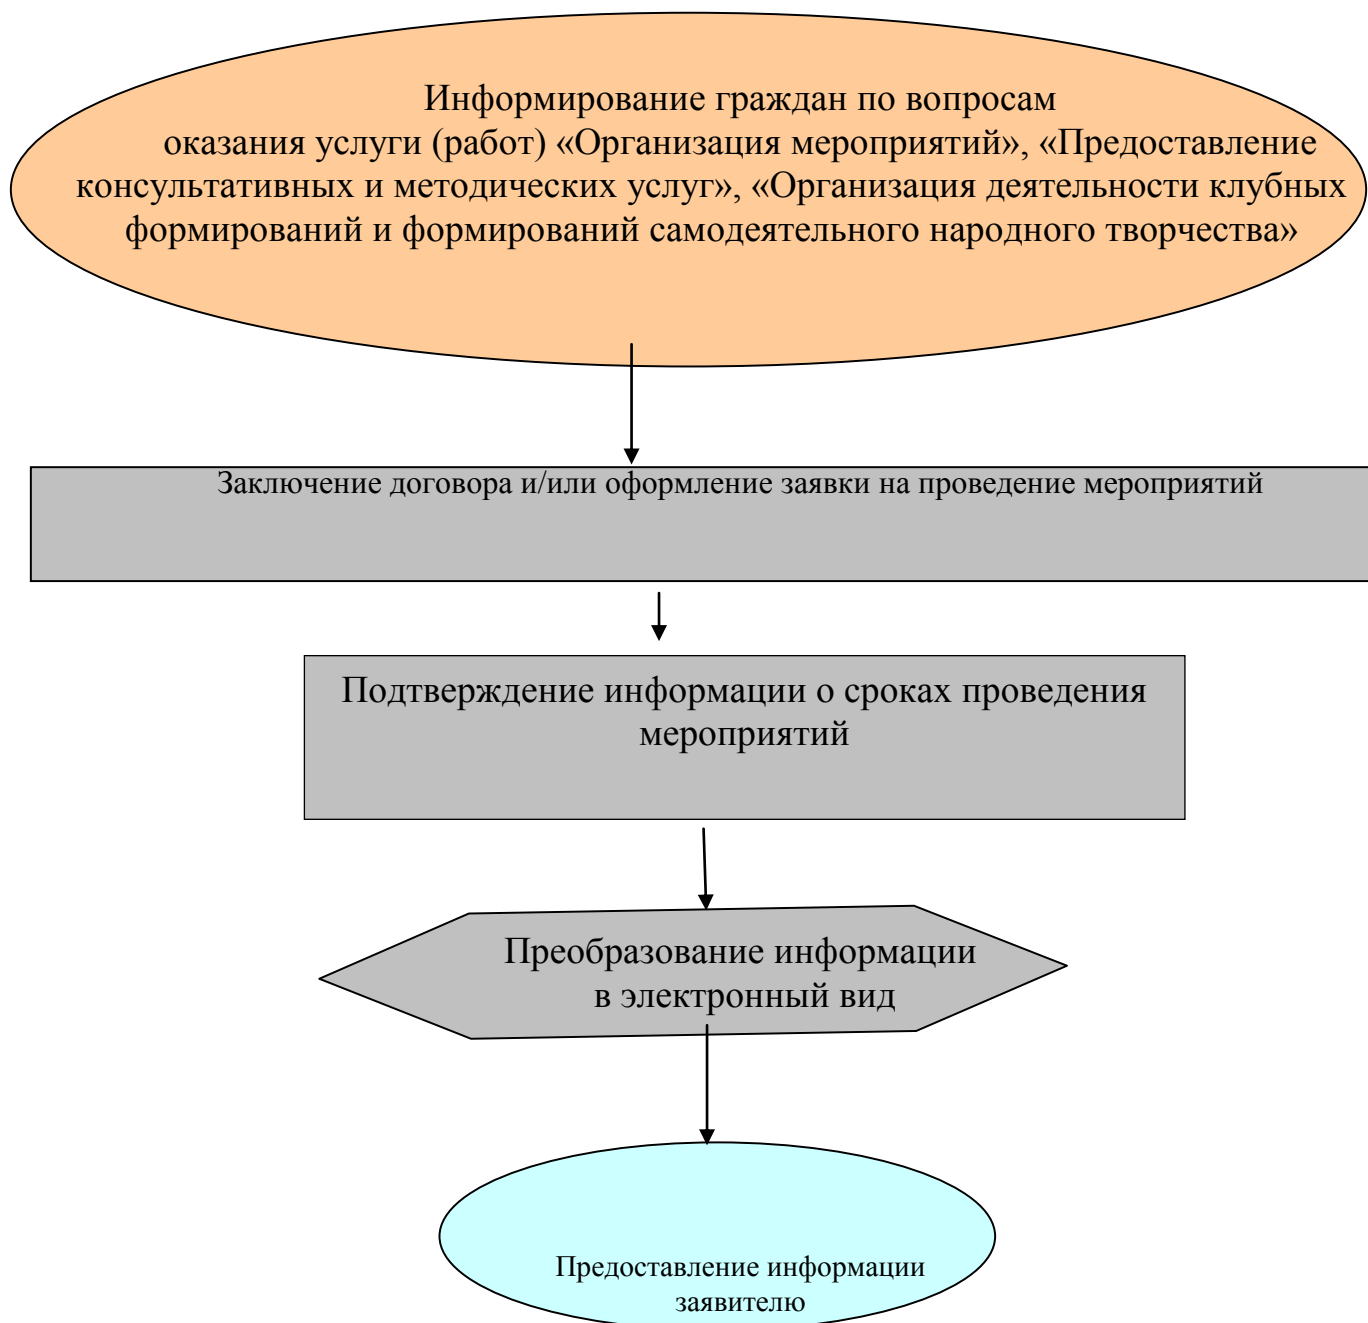 Информирование граждан по вопросам
оказания услуги (работ) «Организация мероприятий», «Предоставление
консультативных и методических услуг», «Организация деятельности клубных
формирований и формирований самодеятельного народного творчества»
Заключение договора и/или оформление заявки на проведение мероприятий
Подтверждение информации о сроках проведения
мероприятий
Преобразование информации
в электронный вид
Предоставление информации
заявителю